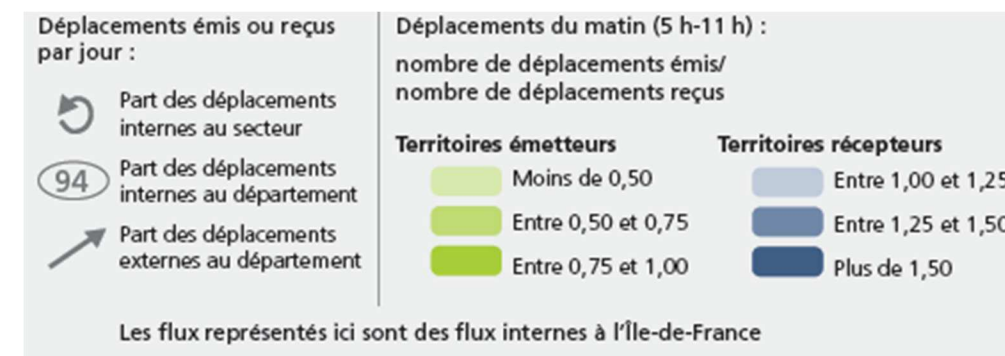 Déplacements émis ou reçus
par jour :
Part des déplacements
internes au secteur
94
Part des déplacements
internes au département
Part des déplacements
externes au département
Déplacements du matin (5 h-11 h) :
nombre de déplacements émis/
nombre de déplacements reçus
Territoires émetteurs
Moins de 0,50
Entre 0,50 et 0,75
Entre 0,75 et 1,00
Territoires récepteurs
Entre 1,00 et 1,25
Entre 1,25 et 1,50
Plus de 1,50
Les flux représentés ici sont des flux internes à l'Île-de-France